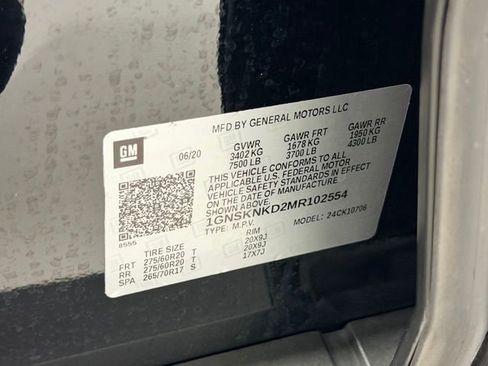 MFD BY GENERAL MOTORS LLC
GM
06/20
GVWR GAWR FRT GAWR RR
3402 KG 1678 KG 1950 KG
7500 LB 3700 LB 4300 LB
THIS VEHICLE CONFORMS TO ALL
APPLICABLE U.S. FEDERAL MOTOR
VEHICLE SAFETY STANDARDS IN
EFFECT ON THE DATE OF MANUFACTURE
SHOWN ABOVE.
1GNSKNKD2MR102554
TYPE: M.P.V. MODEL: 24CK10706
8555
TIRE SIZE RIM
FRT 275/60R20 T 20X9J
RR 275/60R20 T 20X9J
SPA 265/70R17 S 17X7J